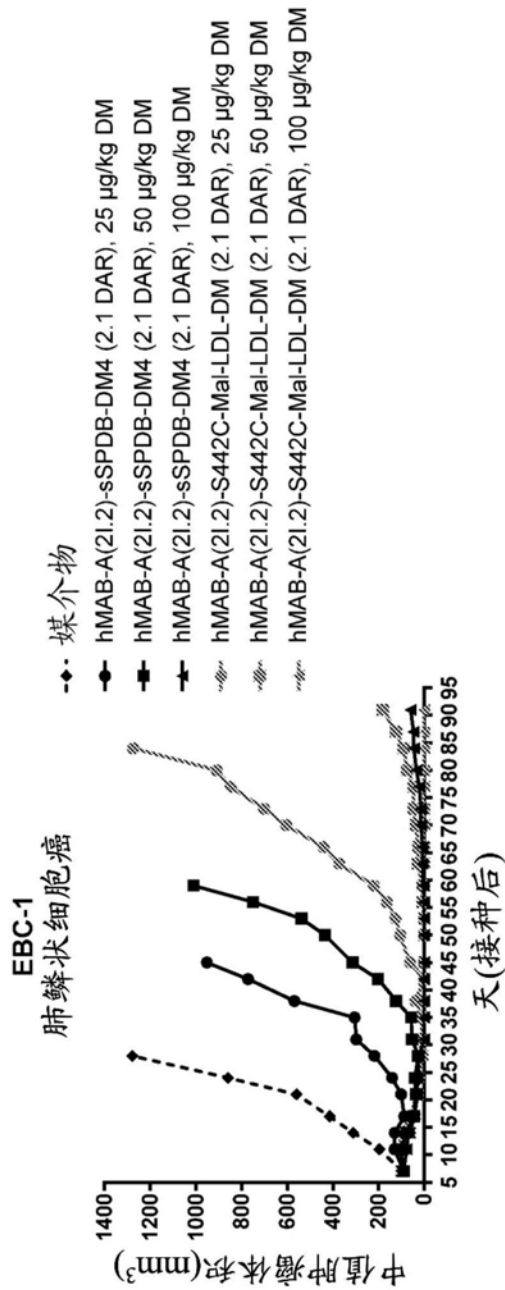 EBC-1
肺鳞状细胞癌
中值肿瘤体积(mm³)
1400
1200
1000
800
600
400
200
0
5 10 15 20 25 30 35 40 45 50 55 60 65 70 75 80 85 90 95
天(接种后)
媒介物
hMAB-A(2I.2)-sSPDB-DM4 (2.1 DAR), 25 µg/kg DM
hMAB-A(2I.2)-sSPDB-DM4 (2.1 DAR), 50 µg/kg DM
hMAB-A(2I.2)-sSPDB-DM4 (2.1 DAR), 100 µg/kg DM
hMAB-A(2I.2)-S442C-Mal-LDL-DM (2.1 DAR), 25 µg/kg DM
hMAB-A(2I.2)-S442C-Mal-LDL-DM (2.1 DAR), 50 µg/kg DM
hMAB-A(2I.2)-S442C-Mal-LDL-DM (2.1 DAR), 100 µg/kg DM